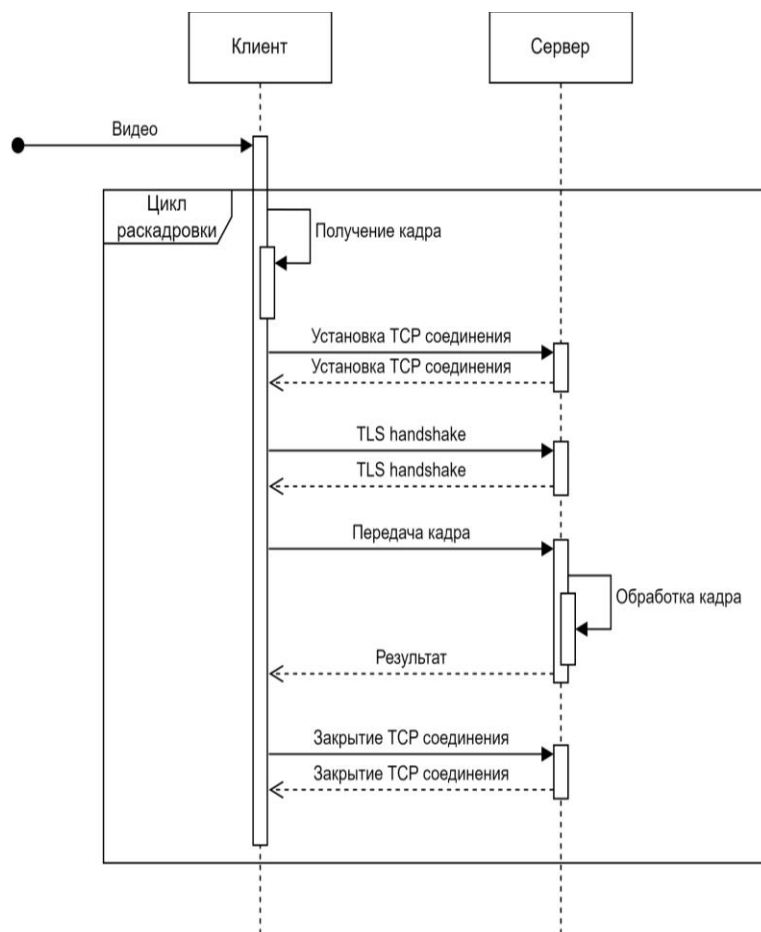 Клиент
Сервер
Видео
Цикл
раскадровки
Получение кадра
Установка TCP соединения
Установка TCP соединения
TLS handshake
TLS handshake
Передача кадра
Обработка кадра
Результат
Закрытие TCP соединения
Закрытие TCP соединения